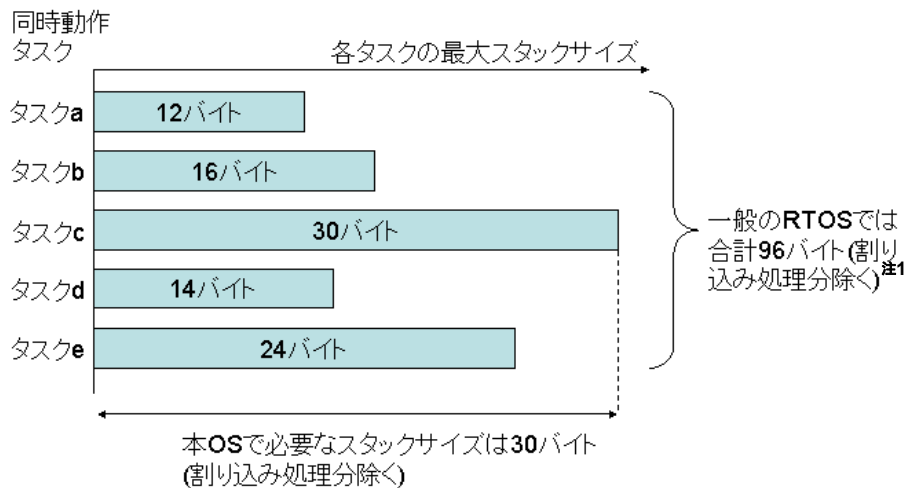 同時動作
タスク
各タスクの最大スタックサイズ
タスクa
12バイト
タスクb
16バイト
タスクc
30バイト
タスクd
14バイト
タスクe
24バイト
一般のRTOSでは
合計96バイト(割り
込み処理分除く)注1
本OSで必要なスタックサイズは30バイト
(割り込み処理分除く)